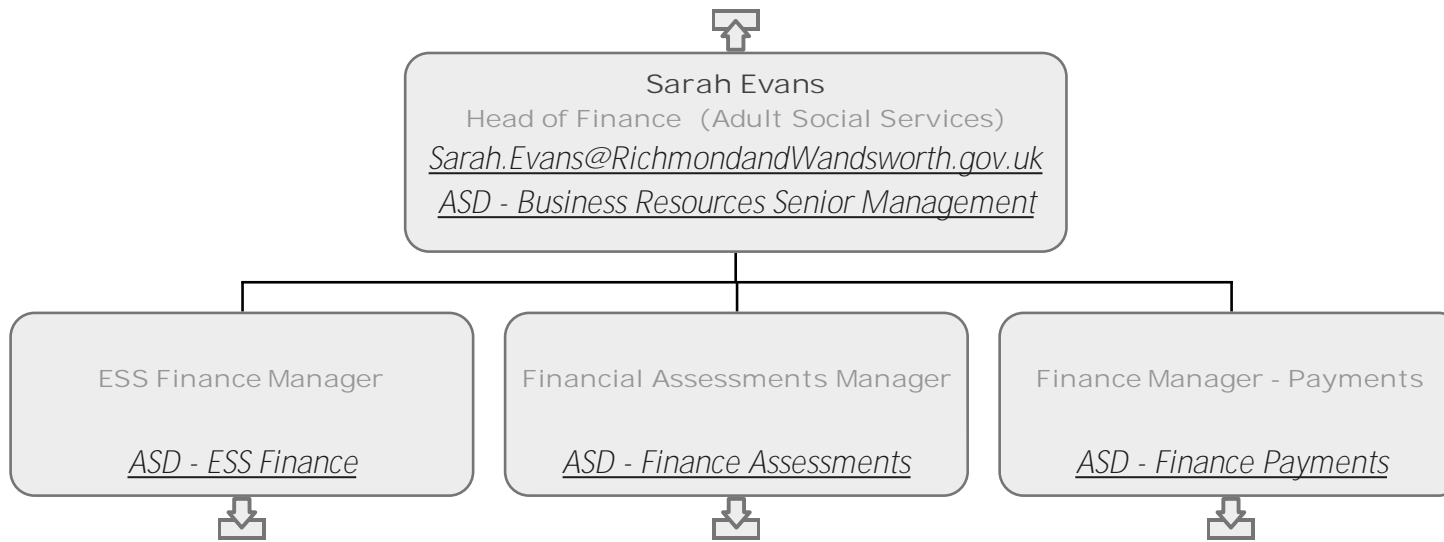 Sarah Evans
Head of Finance (Adult Social Services)
Sarah.Evans@RichmondandWandsworth.gov.uk
ASD - Business Resources Senior Management
ESS Finance Manager
ASD - ESS Finance
Financial Assessments Manager
ASD - Finance Assessments
Finance Manager - Payments
ASD - Finance Payments